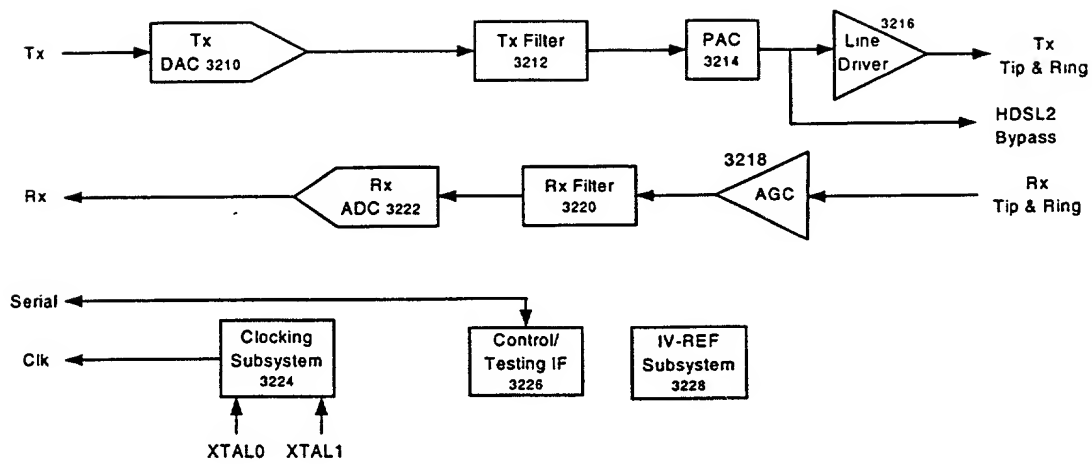 Tx
Tx
DAC 3210
Tx Filter
3212
PAC
3214
3216
Line
Driver
Tx
Tip & Ring
HDSL2
Bypass
Rx
Rx
ADC 3222
Rx Filter
3220
3218
AGC
Rx
Tip & Ring
Serial
Clk
Clocking
Subsystem
3224
Control/
Testing IF
3226
IV-REF
Subsystem
3228
XTAL0 XTAL1